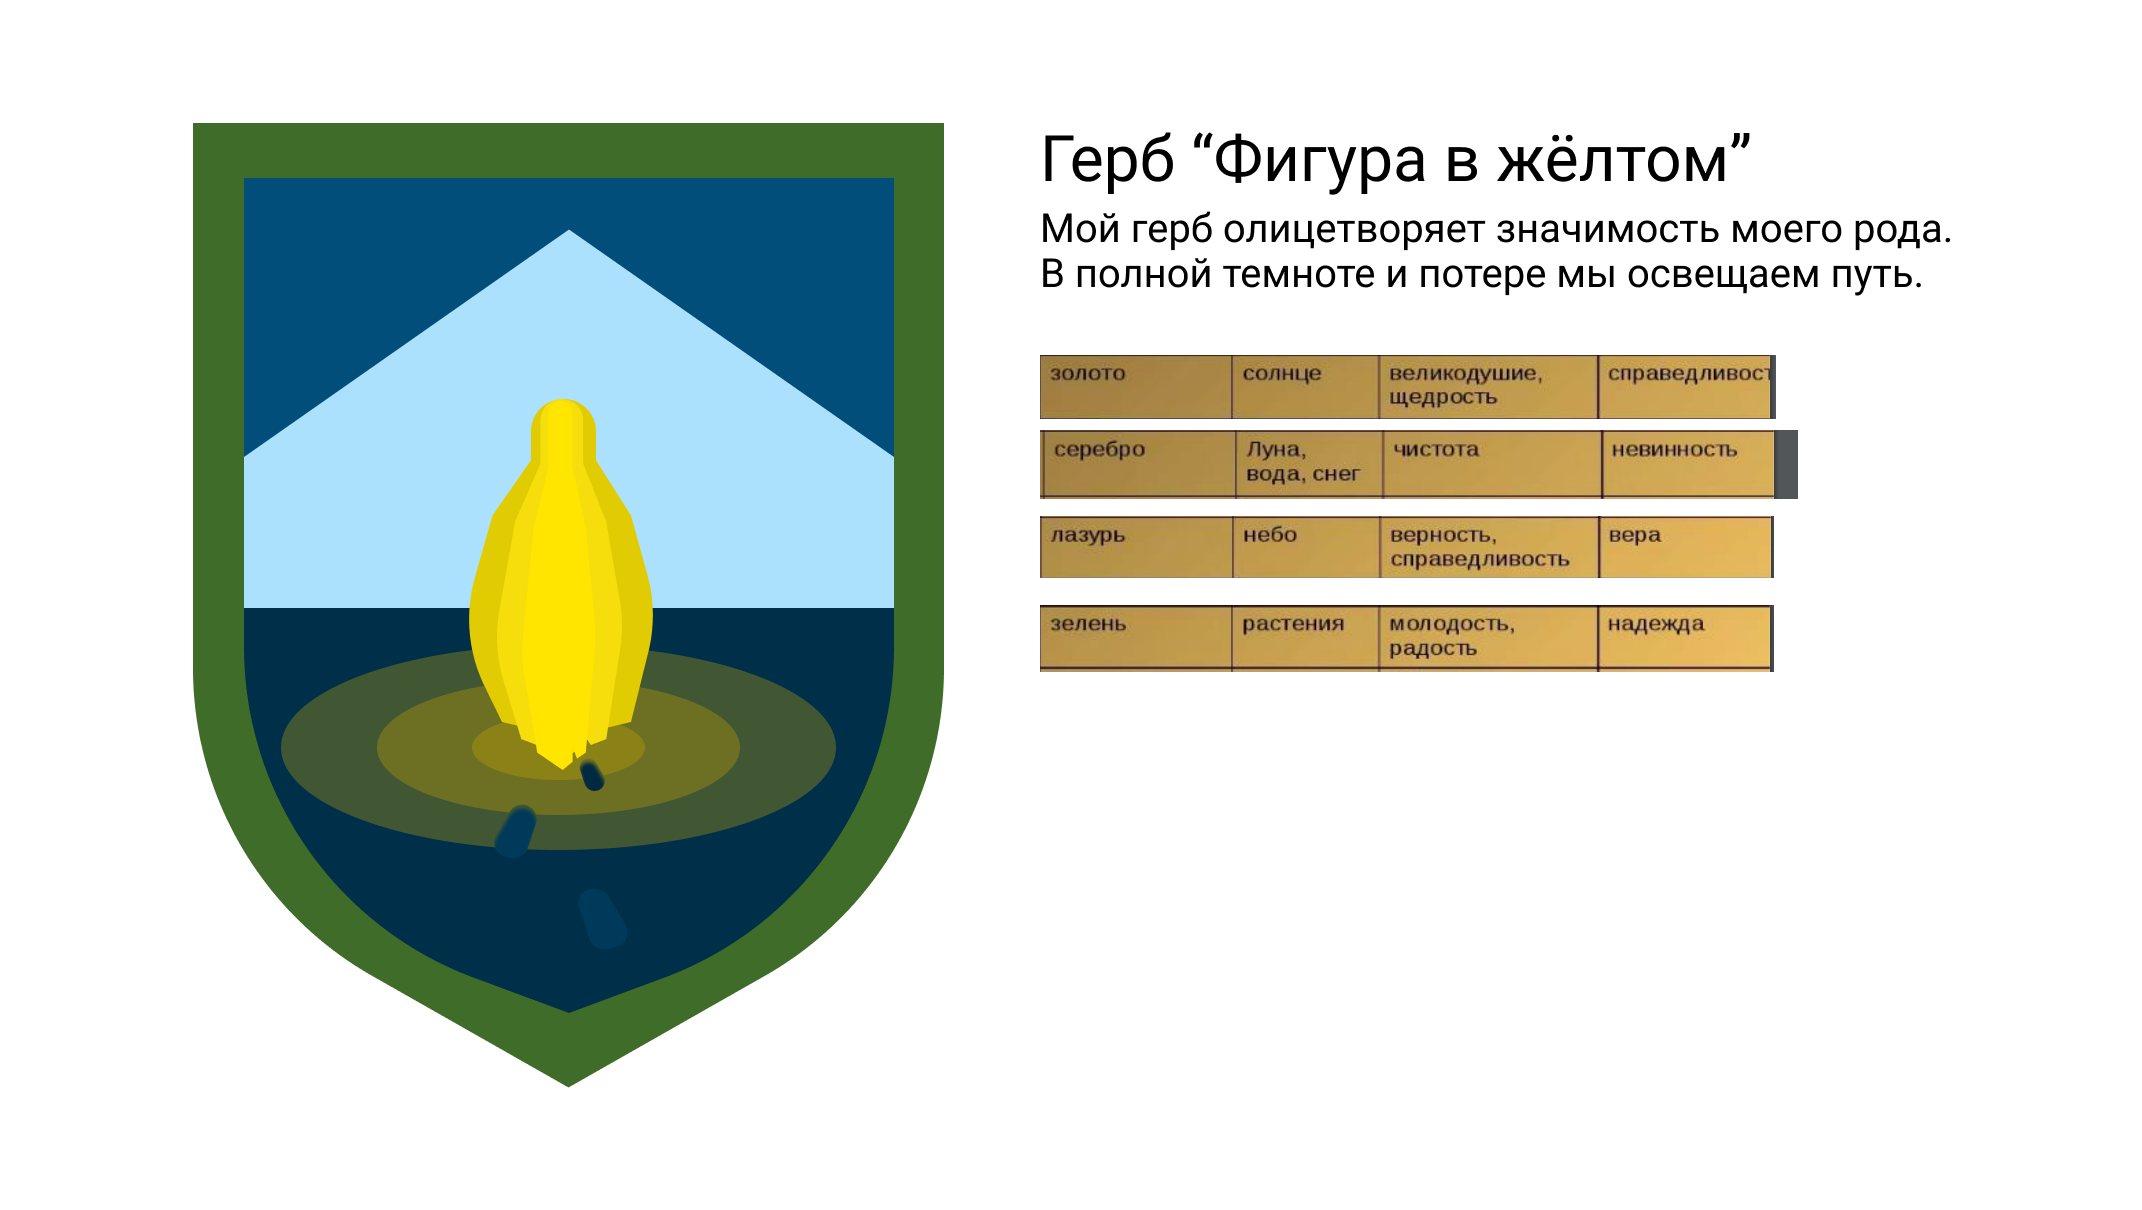 Герб “Фигура в жёлтом”
Мой герб олицетворяет значимость моего рода.
В полной темноте и потере мы освещаем путь.
золото солнце великодушие, справедливост
щедрость
серебро Луна, чистота невинность
вода, снег
лазурь небо верность, вера
справедливость
зелень растения молодость, надежда
радость